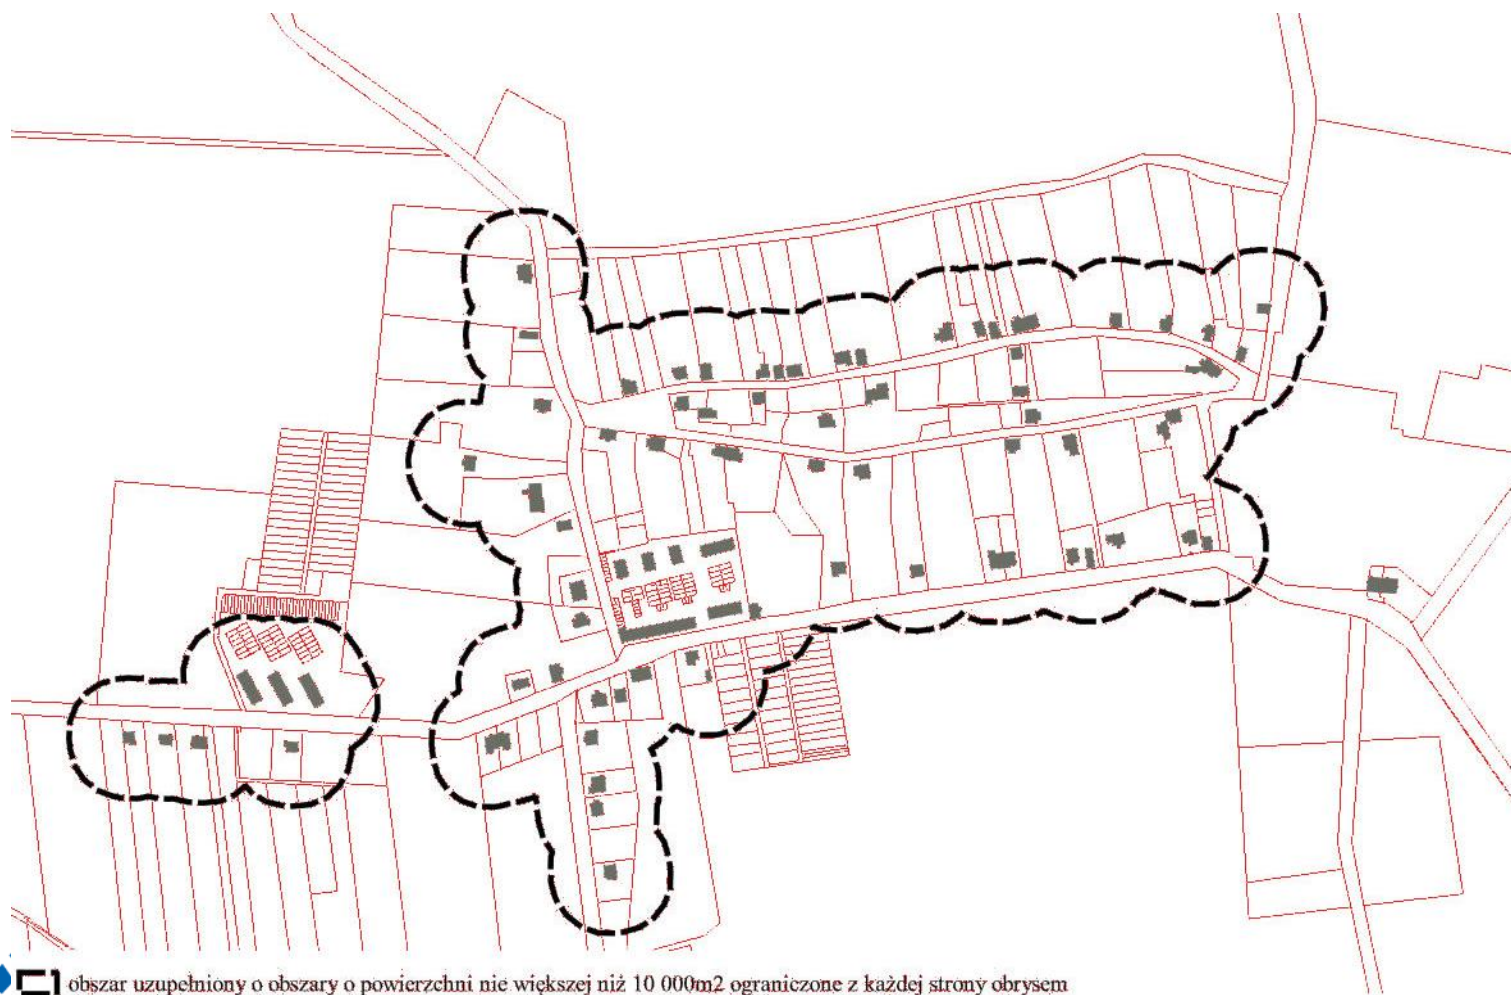 obszar uzupełniony o obszary o powierzchni nie większej niż 10 000m2 ograniczone z każdej strony obrysem